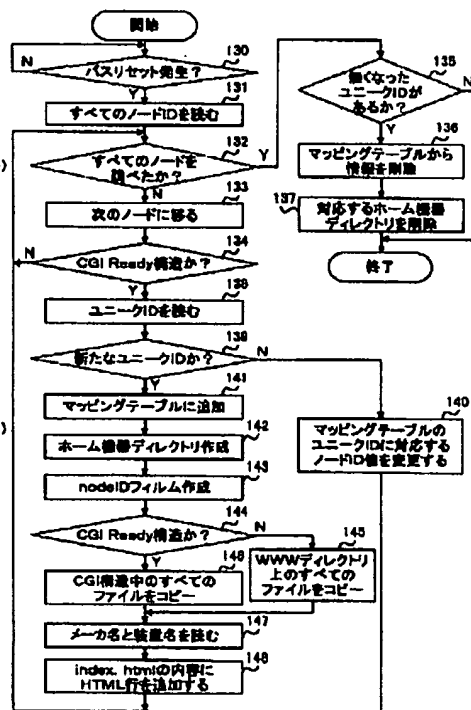 開始
130
バスリセット発生?
N
Y
131
すべてのノードIDを読む
132
すべてのノードを
調べたか?
Y
N
133
次のノードに移る
134
CGI Ready構造か?
N
Y
138
ユニークIDを読む
139
新たなユニークIDか?
N
Y
141
マッピングテーブルに追加
142
ホーム機器ディレクトリ作成
143
nodeIDフィルム作成
144
CGI Ready構造か?
N
Y
146
CGI構造中のすべての
ファイルをコピー
145
WWWディレクトリ
上のすべての
ファイルをコピー
147
メーカ名と装置名を読む
148
index, htmlの内容に
HTML行を追加する
135
無くなった
ユニークIDが
あるか?
N
Y
136
マッピングテーブルから
情報を削除
137
対応するホーム機器
ディレクトリを削除
終了
140
マッピングテーブルの
ユニークIDに対応する
ノードID値を変更する